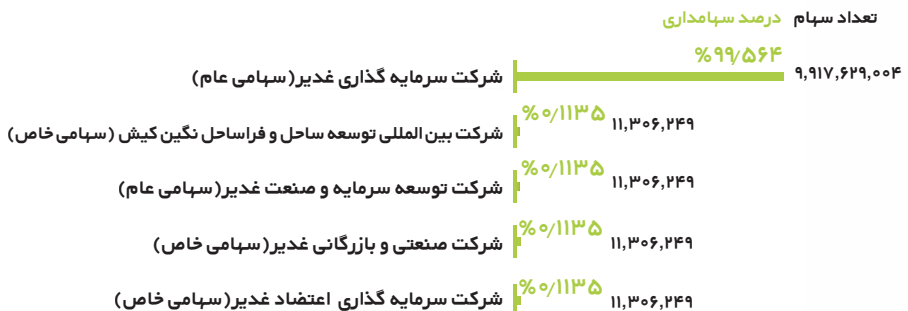 تعداد سهام درصد سهامداری
شرکت سرمایه گذاری غدیر(سهامی عام) %۹۹/۵۶۴ ۹,۹۱۷,۶۲۹,۰۰۴
شرکت بین المللی توسعه ساحل و فراساحل نگین کیش (سهامی خاص) %۰/۱۱۳۵ ۱۱,۳۰۶,۲۴۹
شرکت توسعه سرمایه و صنعت غدیر(سهامی عام) %۰/۱۱۳۵ ۱۱,۳۰۶,۲۴۹
شرکت صنعتی و بازرگانی غدیر(سهامی خاص) %۰/۱۱۳۵ ۱۱,۳۰۶,۲۴۹
شرکت سرمایه گذاری اعتضاد غدیر(سهامی خاص) %۰/۱۱۳۵ ۱۱,۳۰۶,۲۴۹